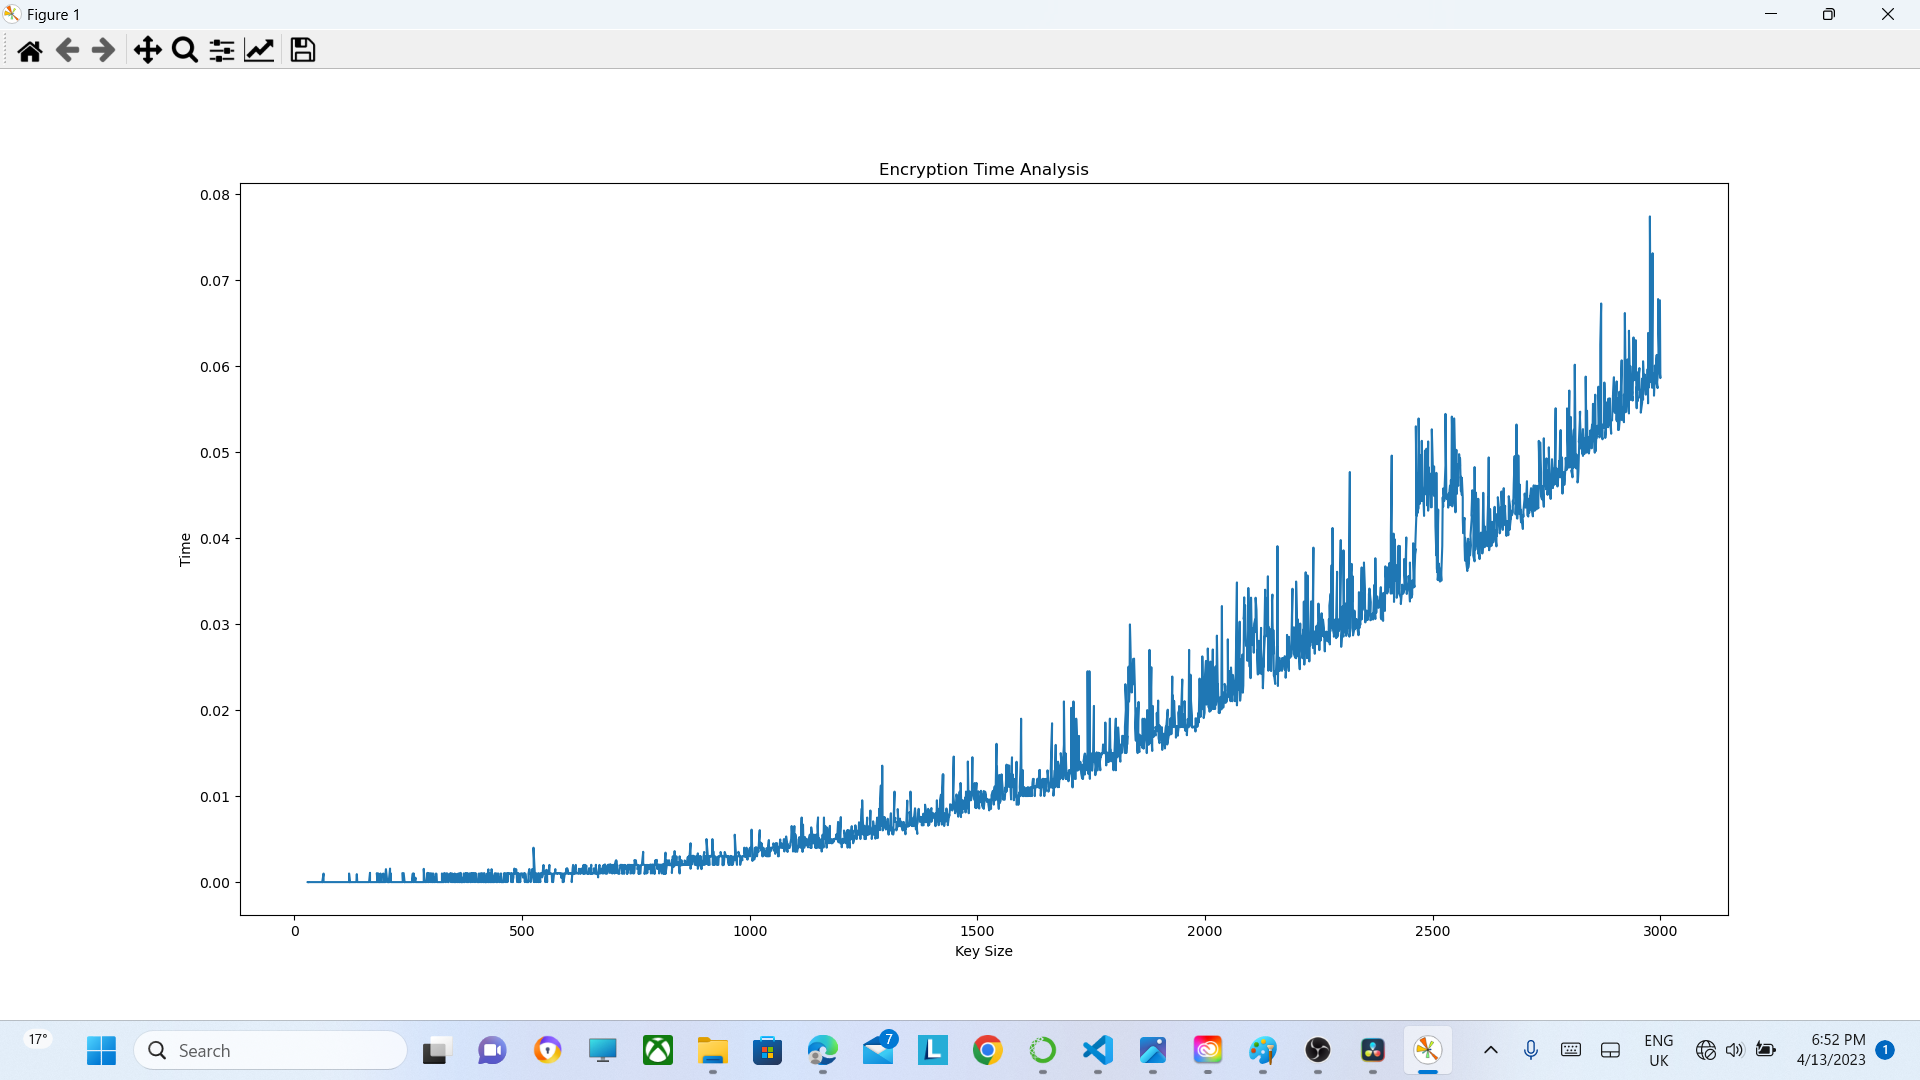 Figure 1
Encryption Time Analysis
0.08
0.07
0.06
0.05
0.04
0.03
0.02
0.01
0.00
Time
0
500
1000
1500
2000
2500
3000
Key Size
17°
Search
7
L
ENG
UK
6:52 PM
4/13/2023
1